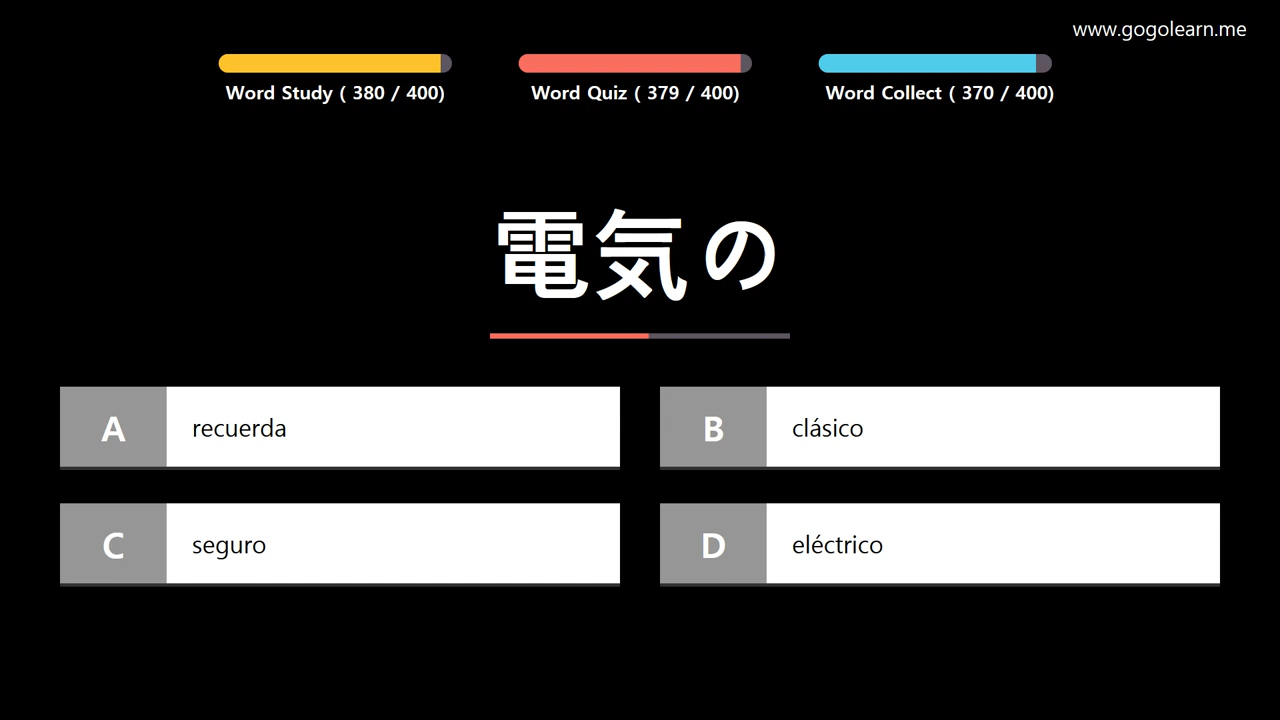 www.gogolearn.me
Word Study ( 380 / 400)
Word Quiz ( 379 / 400)
Word Collect ( 370 / 400)
電気の
A
recuerda
B
clásico
C
seguro
D
eléctrico